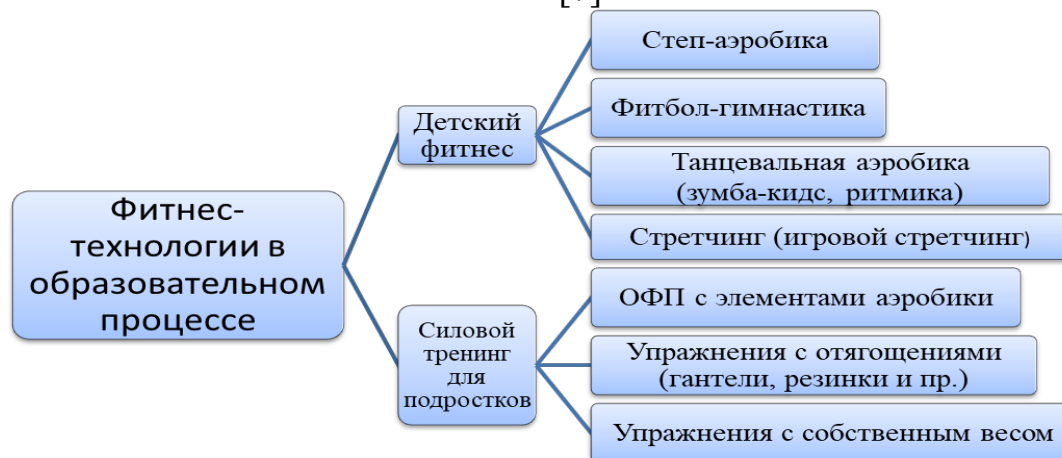 Степ-аэробика
Фитбол-гимнастика
Детский
фитнес
Танцевальная аэробика
(зумба-кидс, ритмика)
Стретчинг (игровой стретчинг)
Фитнес-
технологии в
образовательном
процессе
ОФП с элементами аэробики
Силовой
тренинг
для
подростков
Упражнения с отягощениями
(гантели, резинки и пр.)
Упражнения с собственным весом